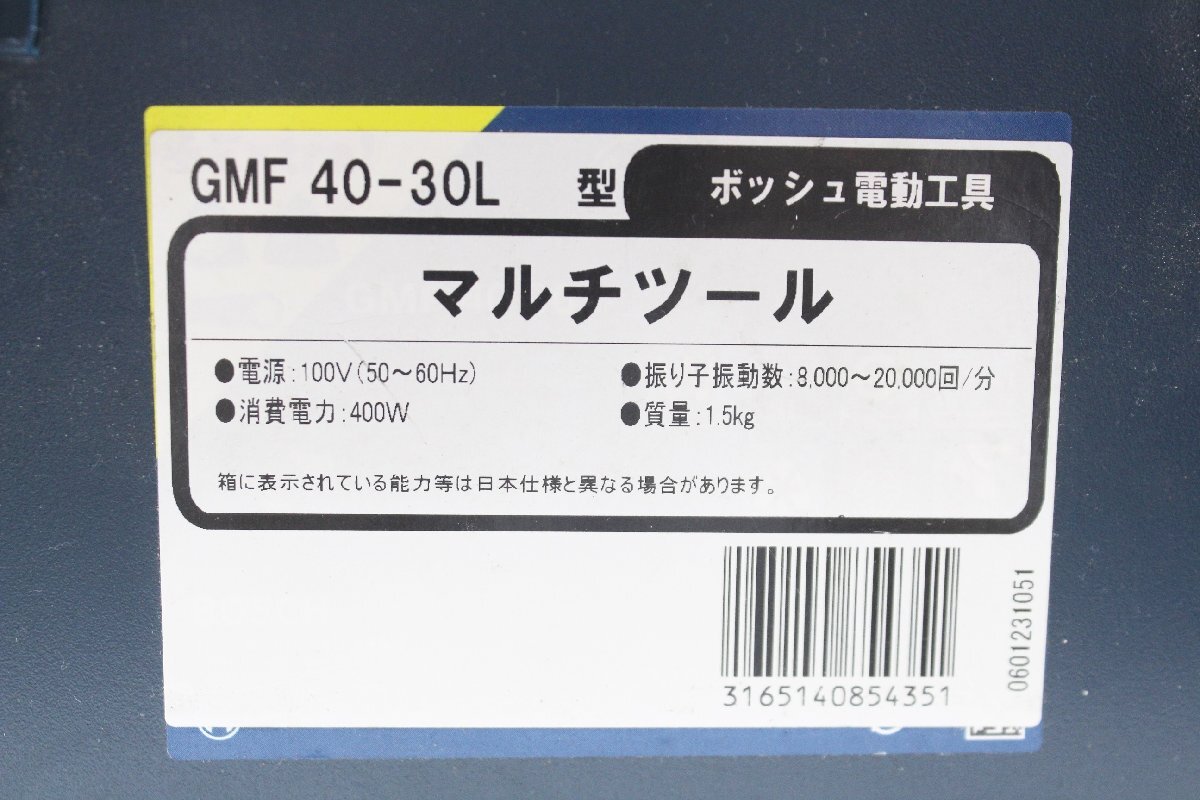 GMF 40-30L 型 ボッシュ電動工具
マルチツール
●電源:100V(50～60Hz) ●振り子振動数:8,000～20,000回/分
●消費電力:400W ●質量:1.5kg
箱に表示されている能力等は日本仕様と異なる場合があります。
3165140854351
0601231051